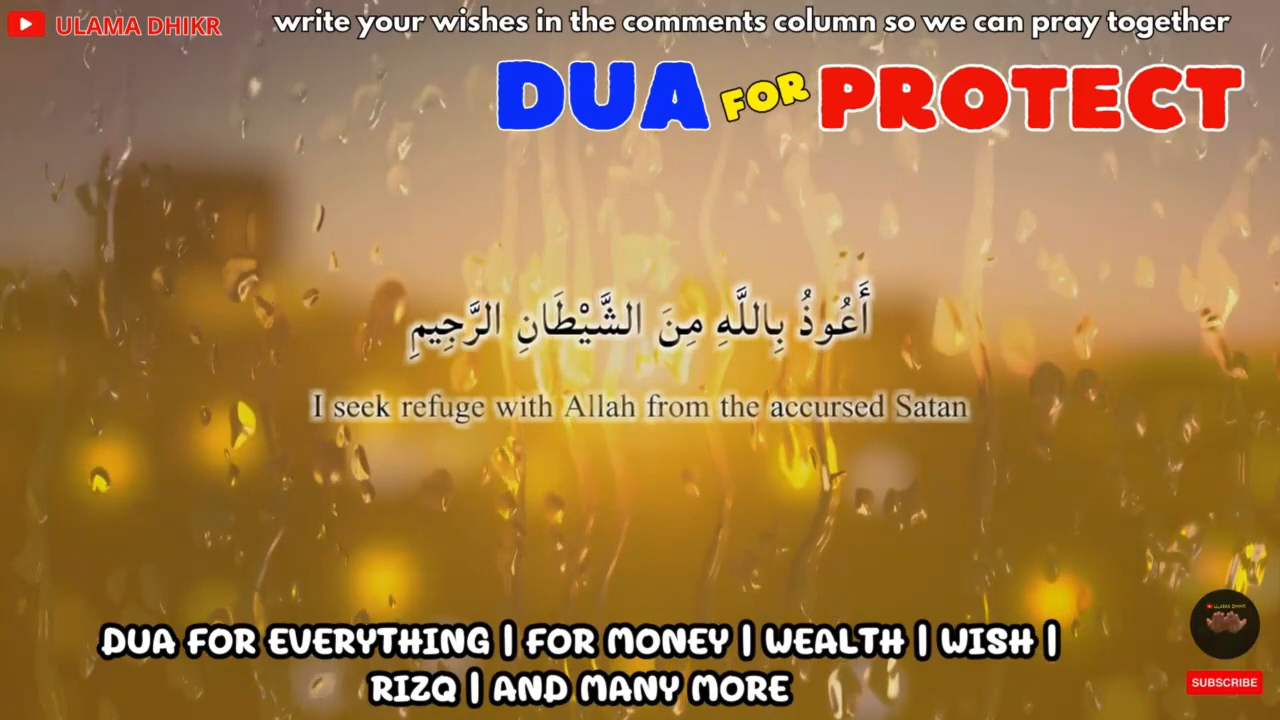 ULAMA DHIKR
write your wishes in the comments column so we can pray together
DUA FOR PROTECT
أَعُوذُ بِاللَّهِ مِنَ الشَّيْطَانِ الرَّجِيمِ
I seek refuge with Allah from the accursed Satan
DUA FOR EVERYTHING | FOR MONEY | WEALTH | WISH |
RIZQ | AND MANY MORE
ULAMA DHIKR
SUBSCRIBE